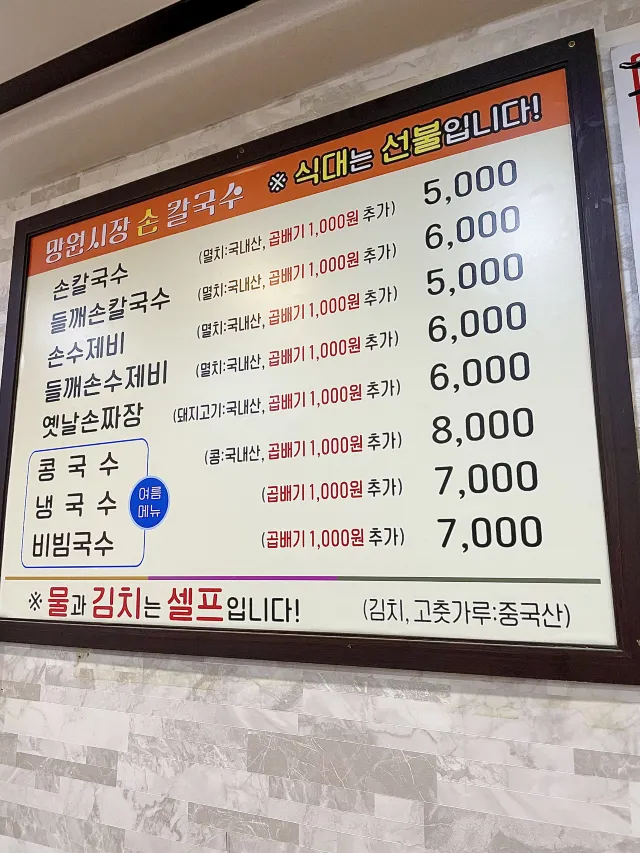 망원시장 손 칼국수 ※ 식대는 선불입니다!
손칼국수 (멸치:국내산, 곱배기 1,000원 추가) 5,000
들깨손칼국수 (멸치:국내산, 곱배기 1,000원 추가) 6,000
손수제비 (멸치:국내산, 곱배기 1,000원 추가) 5,000
들깨손수제비 (멸치:국내산, 곱배기 1,000원 추가) 6,000
옛날손짜장 (돼지고기:국내산, 곱배기 1,000원 추가) 6,000
콩국수 (콩:국내산, 곱배기 1,000원 추가) 8,000
냉국수 (곱배기 1,000원 추가) 7,000
비빔국수 (곱배기 1,000원 추가) 7,000
여름
메뉴
※ 물과 김치는 셀프입니다! (김치, 고춧가루:중국산)